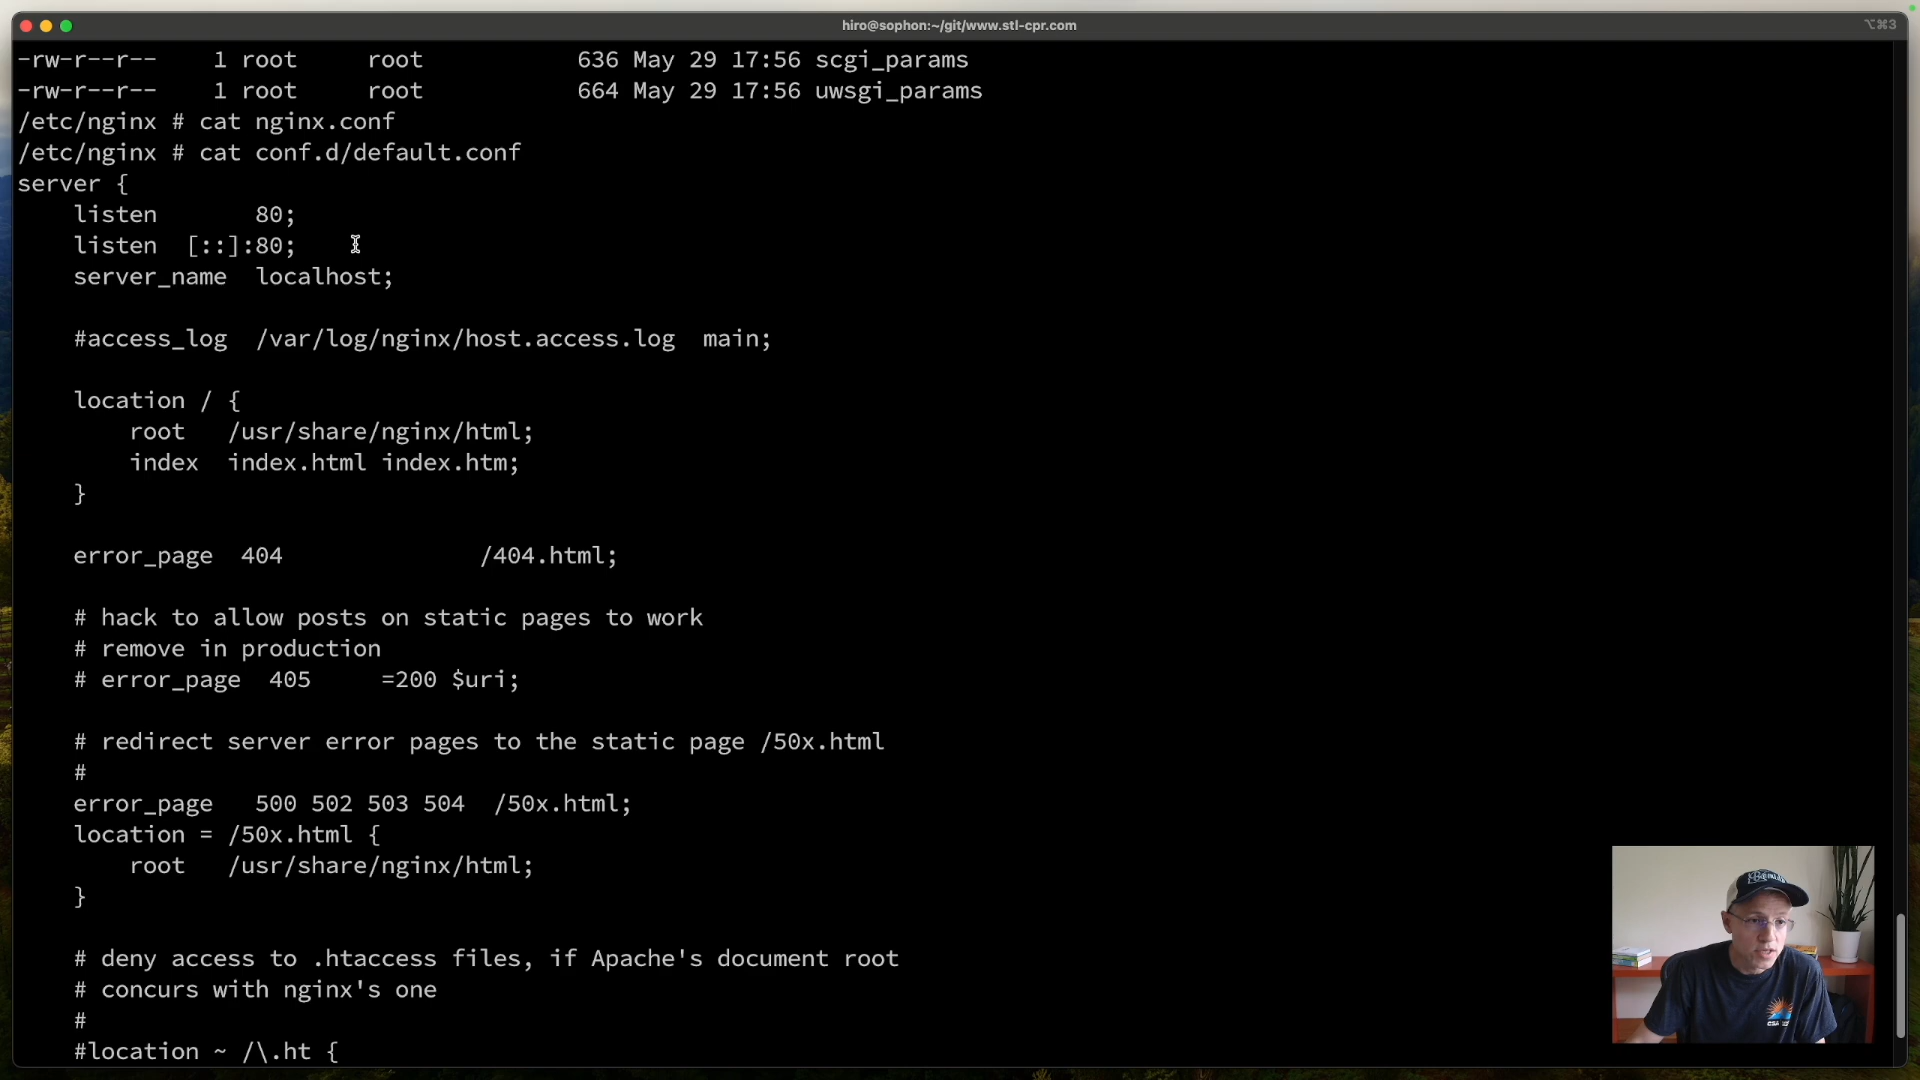 hiro@sophon:~/git/www.stl-cpr.com
⌥⌘3
-rw-r--r--    1 root     root           636 May 29 17:56 scgi_params
-rw-r--r--    1 root     root           664 May 29 17:56 uwsgi_params
/etc/nginx # cat nginx.conf
/etc/nginx # cat conf.d/default.conf
server {
    listen       80;
    listen  [::]:80;
    server_name  localhost;
    #access_log  /var/log/nginx/host.access.log  main;
    location / {
        root   /usr/share/nginx/html;
        index  index.html index.htm;
    }
    error_page  404              /404.html;
    # hack to allow posts on static pages to work
    # remove in production
    # error_page  405     =200 $uri;
    # redirect server error pages to the static page /50x.html
    #
    error_page   500 502 503 504  /50x.html;
    location = /50x.html {
        root   /usr/share/nginx/html;
    }
    # deny access to .htaccess files, if Apache's document root
    # concurs with nginx's one
    #
    #location ~ /\.ht {